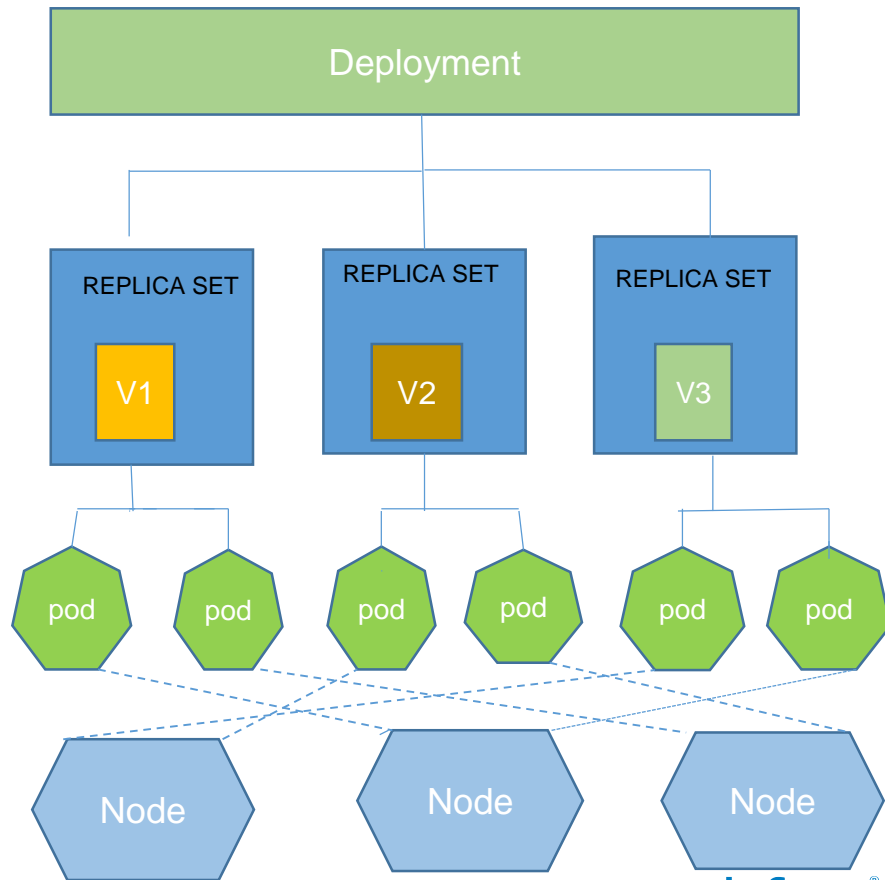 Deployment
REPLICA SET
REPLICA SET
REPLICA SET
V1
V2
V3
pod
pod
pod
pod
pod
pod
Node
Node
Node